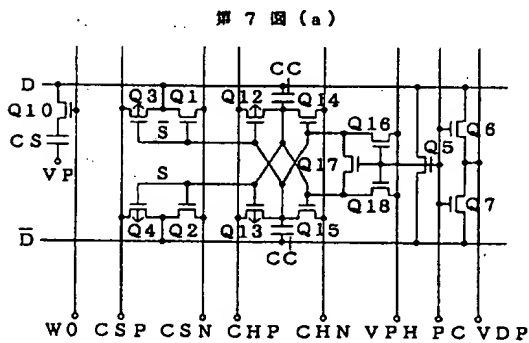 第 7 図 (a)
CC
D
Q3 Q1 Q12 Q14
Q10
S̅
Q16
Q6
CS
Q17
Q5
VP
S
Q18
Q7
Q4 Q2 Q13 Q15
D̅
CC
W0 CSP CSN CHP CHN VPH PC VDP